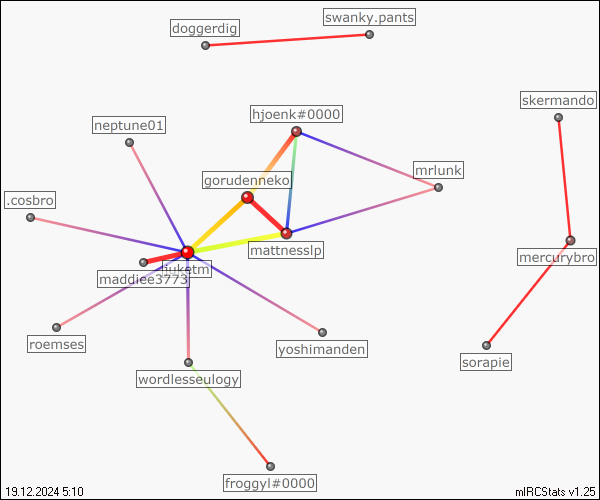 swanky.pants
doggerdig
skermando
hjoenk#0000
neptune01
mrlunk
gorudenneko
.cosbro
mattnesslp
mercurybro
maddiee3773
roemses
yoshimanden
sorapie
wordlesseulogy
froggyl#0000
19.12.2024 5:10
mIRCStats v1.25